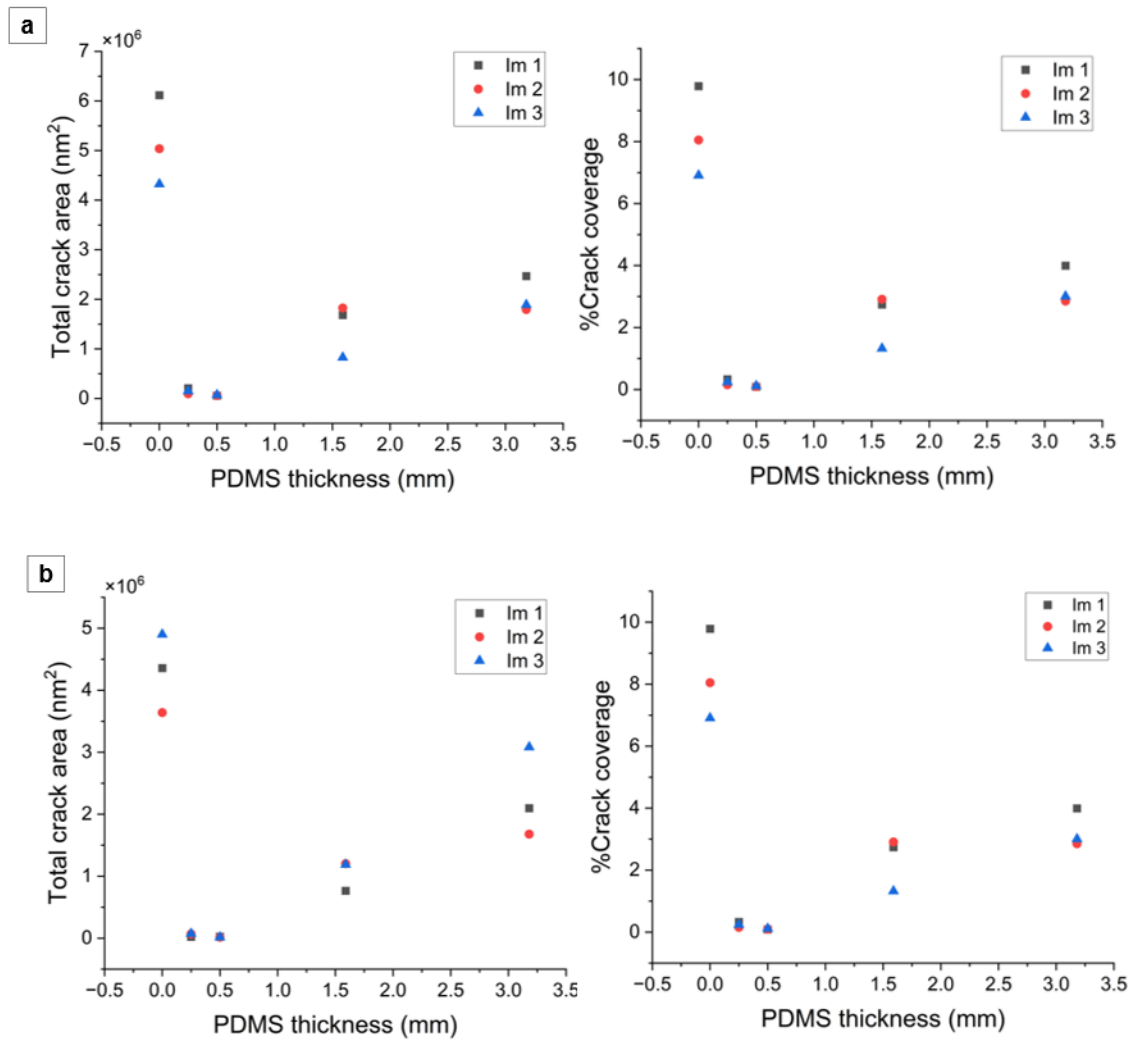 a
×10⁶
7
6
5
4
3
2
1
0
Total crack area (nm²)
Im 1
Im 2
Im 3
−0.5 0.0 0.5 1.0 1.5 2.0 2.5 3.0 3.5
PDMS thickness (mm)
10
8
6
4
2
0
%Crack coverage
Im 1
Im 2
Im 3
−0.5 0.0 0.5 1.0 1.5 2.0 2.5 3.0 3.5
PDMS thickness (mm)
b
×10⁶
5
4
3
2
1
0
Total crack area (nm²)
Im 1
Im 2
Im 3
−0.5 0.0 0.5 1.0 1.5 2.0 2.5 3.0 3.5
PDMS thickness (mm)
10
8
6
4
2
0
%Crack coverage
Im 1
Im 2
Im 3
−0.5 0.0 0.5 1.0 1.5 2.0 2.5 3.0 3.5
PDMS thickness (mm)